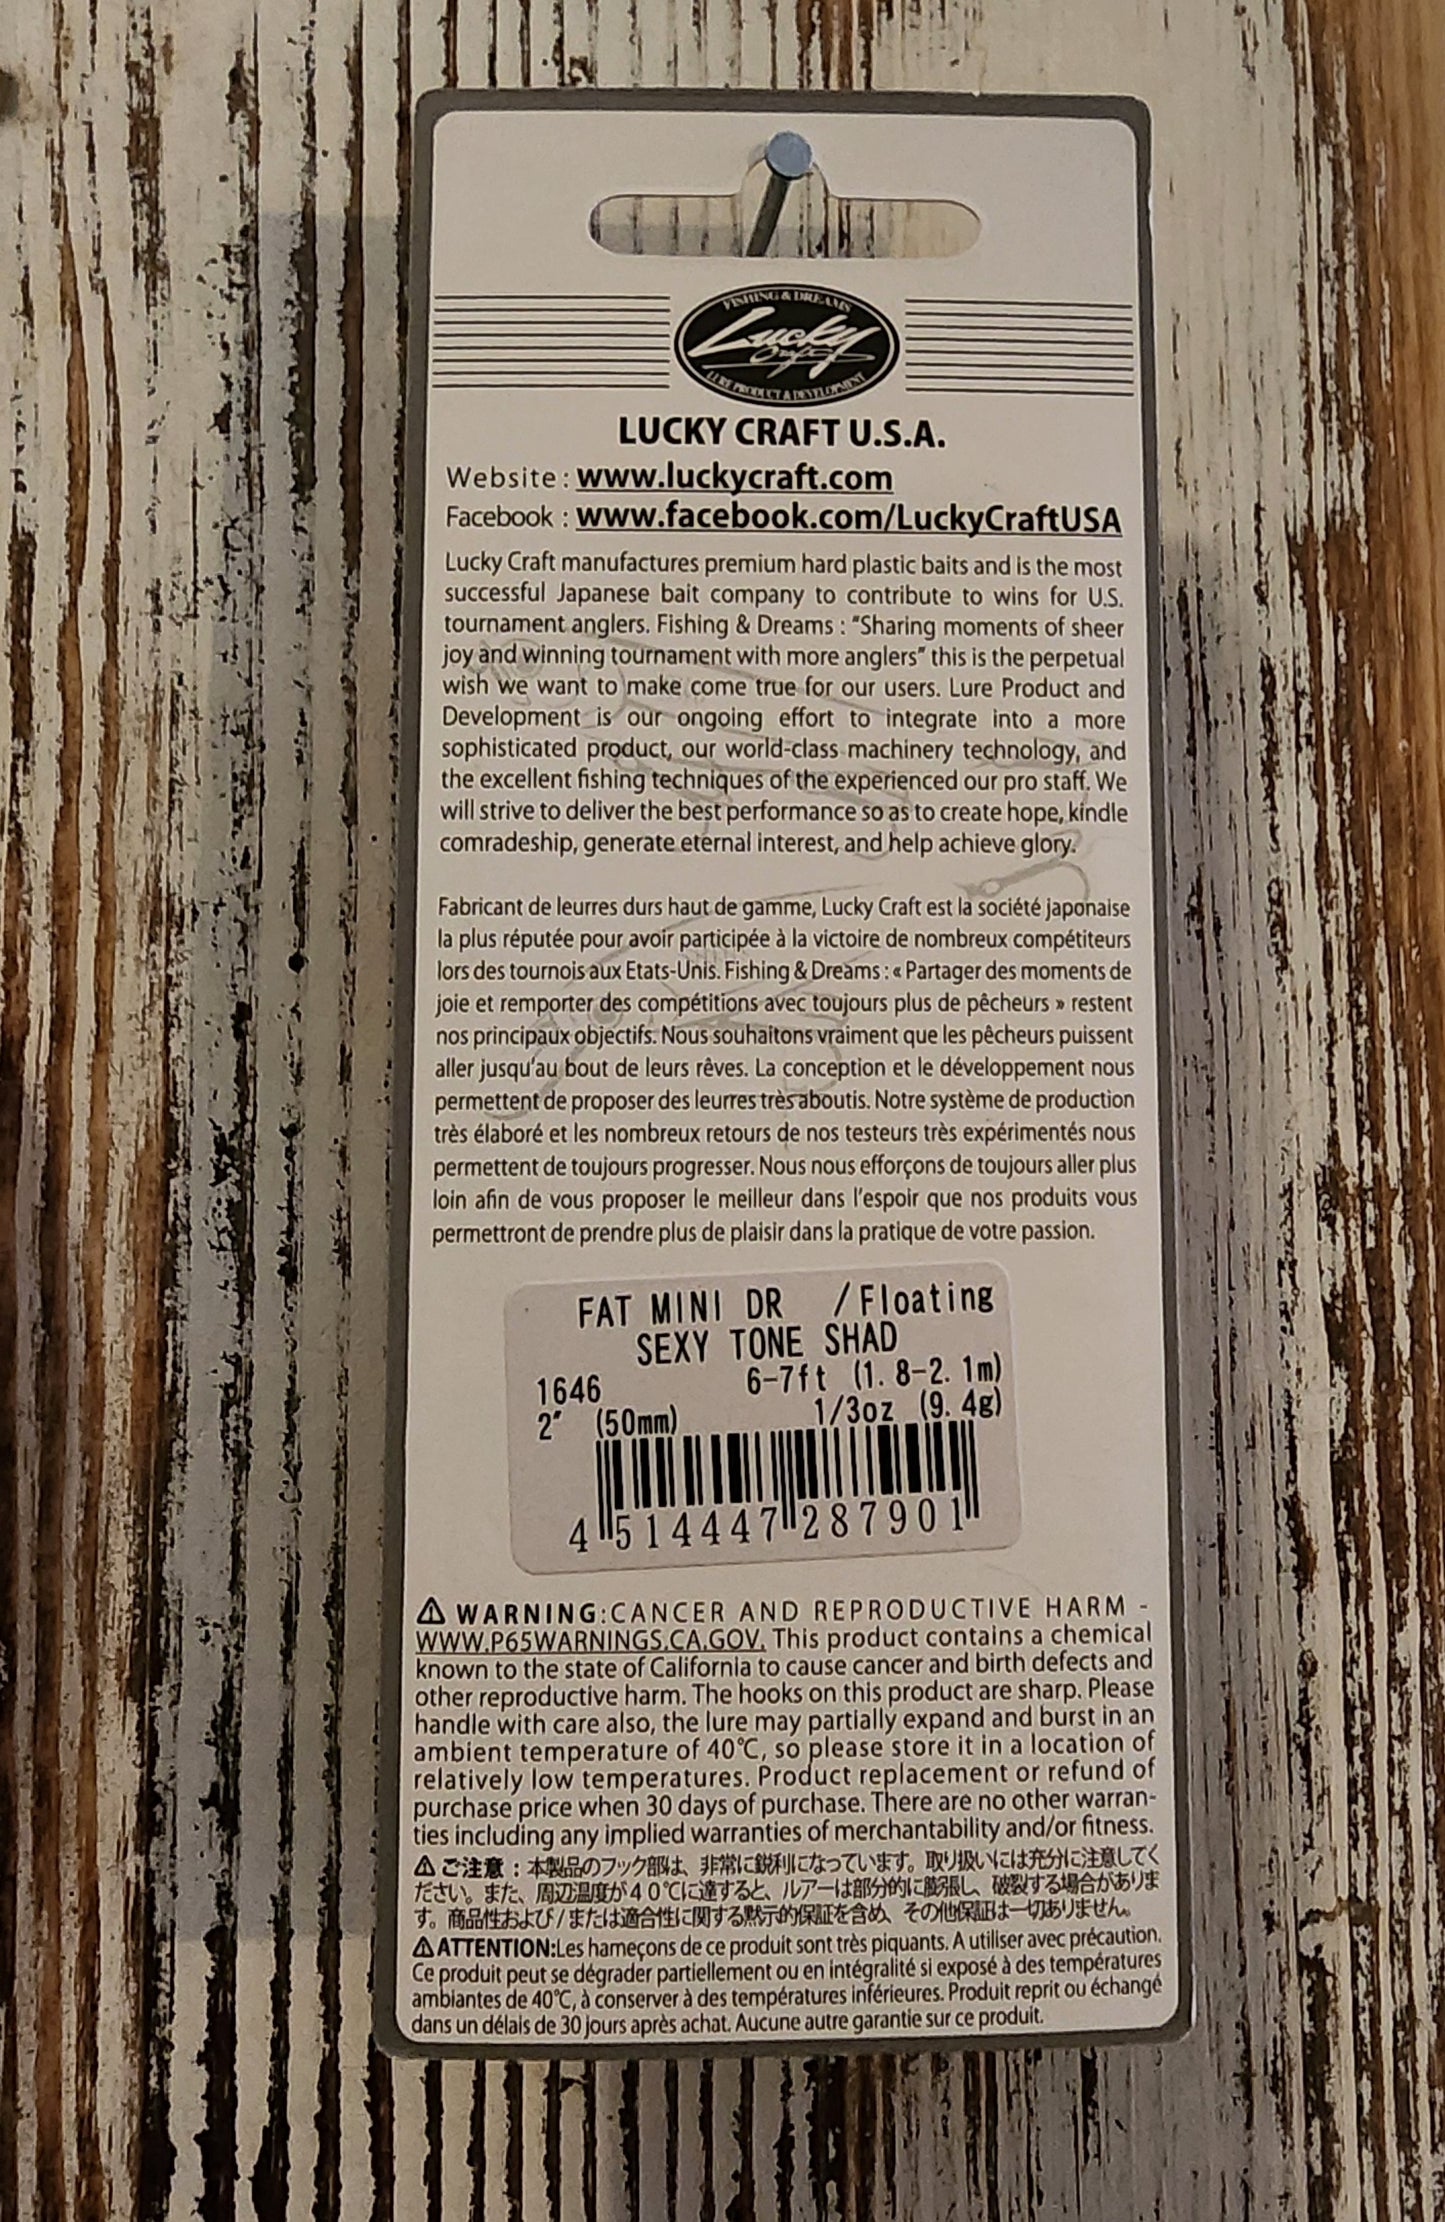 FISHING & DREAMS
Lucky
Craft
LURE PRODUCT & DEVELOPMENT
LUCKY CRAFT U.S.A.
Website : www.luckycraft.com
Facebook : www.facebook.com/LuckyCraftUSA
Lucky Craft manufactures premium hard plastic baits and is the most
successful Japanese bait company to contribute to wins for U.S.
tournament anglers. Fishing & Dreams : "Sharing moments of sheer
joy and winning tournament with more anglers" this is the perpetual
wish we want to make come true for our users. Lure Product and
Development is our ongoing effort to integrate into a more
sophisticated product, our world-class machinery technology, and
the excellent fishing techniques of the experienced our pro staff. We
will strive to deliver the best performance so as to create hope, kindle
comradeship, generate eternal interest, and help achieve glory.
Fabricant de leurres durs haut de gamme, Lucky Craft est la société japonaise
la plus réputée pour avoir participée à la victoire de nombreux compétiteurs
lors des tournois aux Etats-Unis. Fishing & Dreams : « Partager des moments de
joie et remporter des compétitions avec toujours plus de pêcheurs » restent
nos principaux objectifs. Nous souhaitons vraiment que les pêcheurs puissent
aller jusqu'au bout de leurs rêves. La conception et le développement nous
permettent de proposer des leurres très aboutis. Notre système de production
très élaboré et les nombreux retours de nos testeurs très expérimentés nous
permettent de toujours progresser. Nous nous efforçons de toujours aller plus
loin afin de vous proposer le meilleur dans l'espoir que nos produits vous
permettront de prendre plus de plaisir dans la pratique de votre passion.
FAT MINI DR /Floating
SEXY TONE SHAD
1646 6-7ft (1.8-2.1m)
2" (50mm) 1/3oz (9.4g)
4 514447 287901
⚠ WARNING:CANCER AND REPRODUCTIVE HARM -
WWW.P65WARNINGS.CA.GOV. This product contains a chemical
known to the state of California to cause cancer and birth defects and
other reproductive harm. The hooks on this product are sharp. Please
handle with care also, the lure may partially expand and burst in an
ambient temperature of 40℃, so please store it in a location of
relatively low temperatures. Product replacement or refund of
purchase price when 30 days of purchase. There are no other warran-
ties including any implied warranties of merchantability and/or fitness.
⚠ ご注意：本製品のフック部は、非常に鋭利になっています。取り扱いには充分に注意してく
ださい。また、周辺温度が４０℃に達すると、ルアーは部分的に膨張し、破裂する場合がありま
す。商品性および/または適合性に関する黙示的保証を含め、その他保証は一切ありません。
⚠ATTENTION:Les hameçons de ce produit sont très piquants. A utiliser avec précaution.
Ce produit peut se dégrader partiellement ou en intégralité si exposé à des températures
ambiantes de 40℃, à conserver à des températures inférieures. Produit reprit ou échangé
dans un délais de 30 jours après achat. Aucune autre garantie sur ce produit.